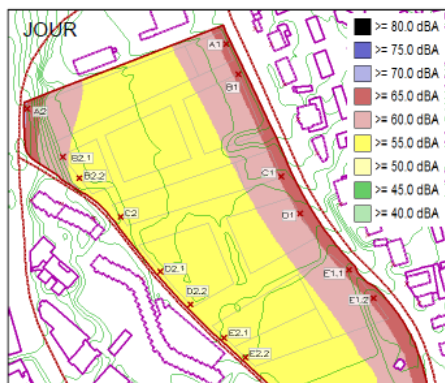 JOUR
>= 80.0 dBA
>= 75.0 dBA
>= 70.0 dBA
>= 65.0 dBA
>= 60.0 dBA
>= 55.0 dBA
>= 50.0 dBA
>= 45.0 dBA
>= 40.0 dBA
A1
B1
A2
B2.1
B2.2
C1
C2
D1
D2.1
E1.1
D2.2
E1.2
E2.1
E2.2